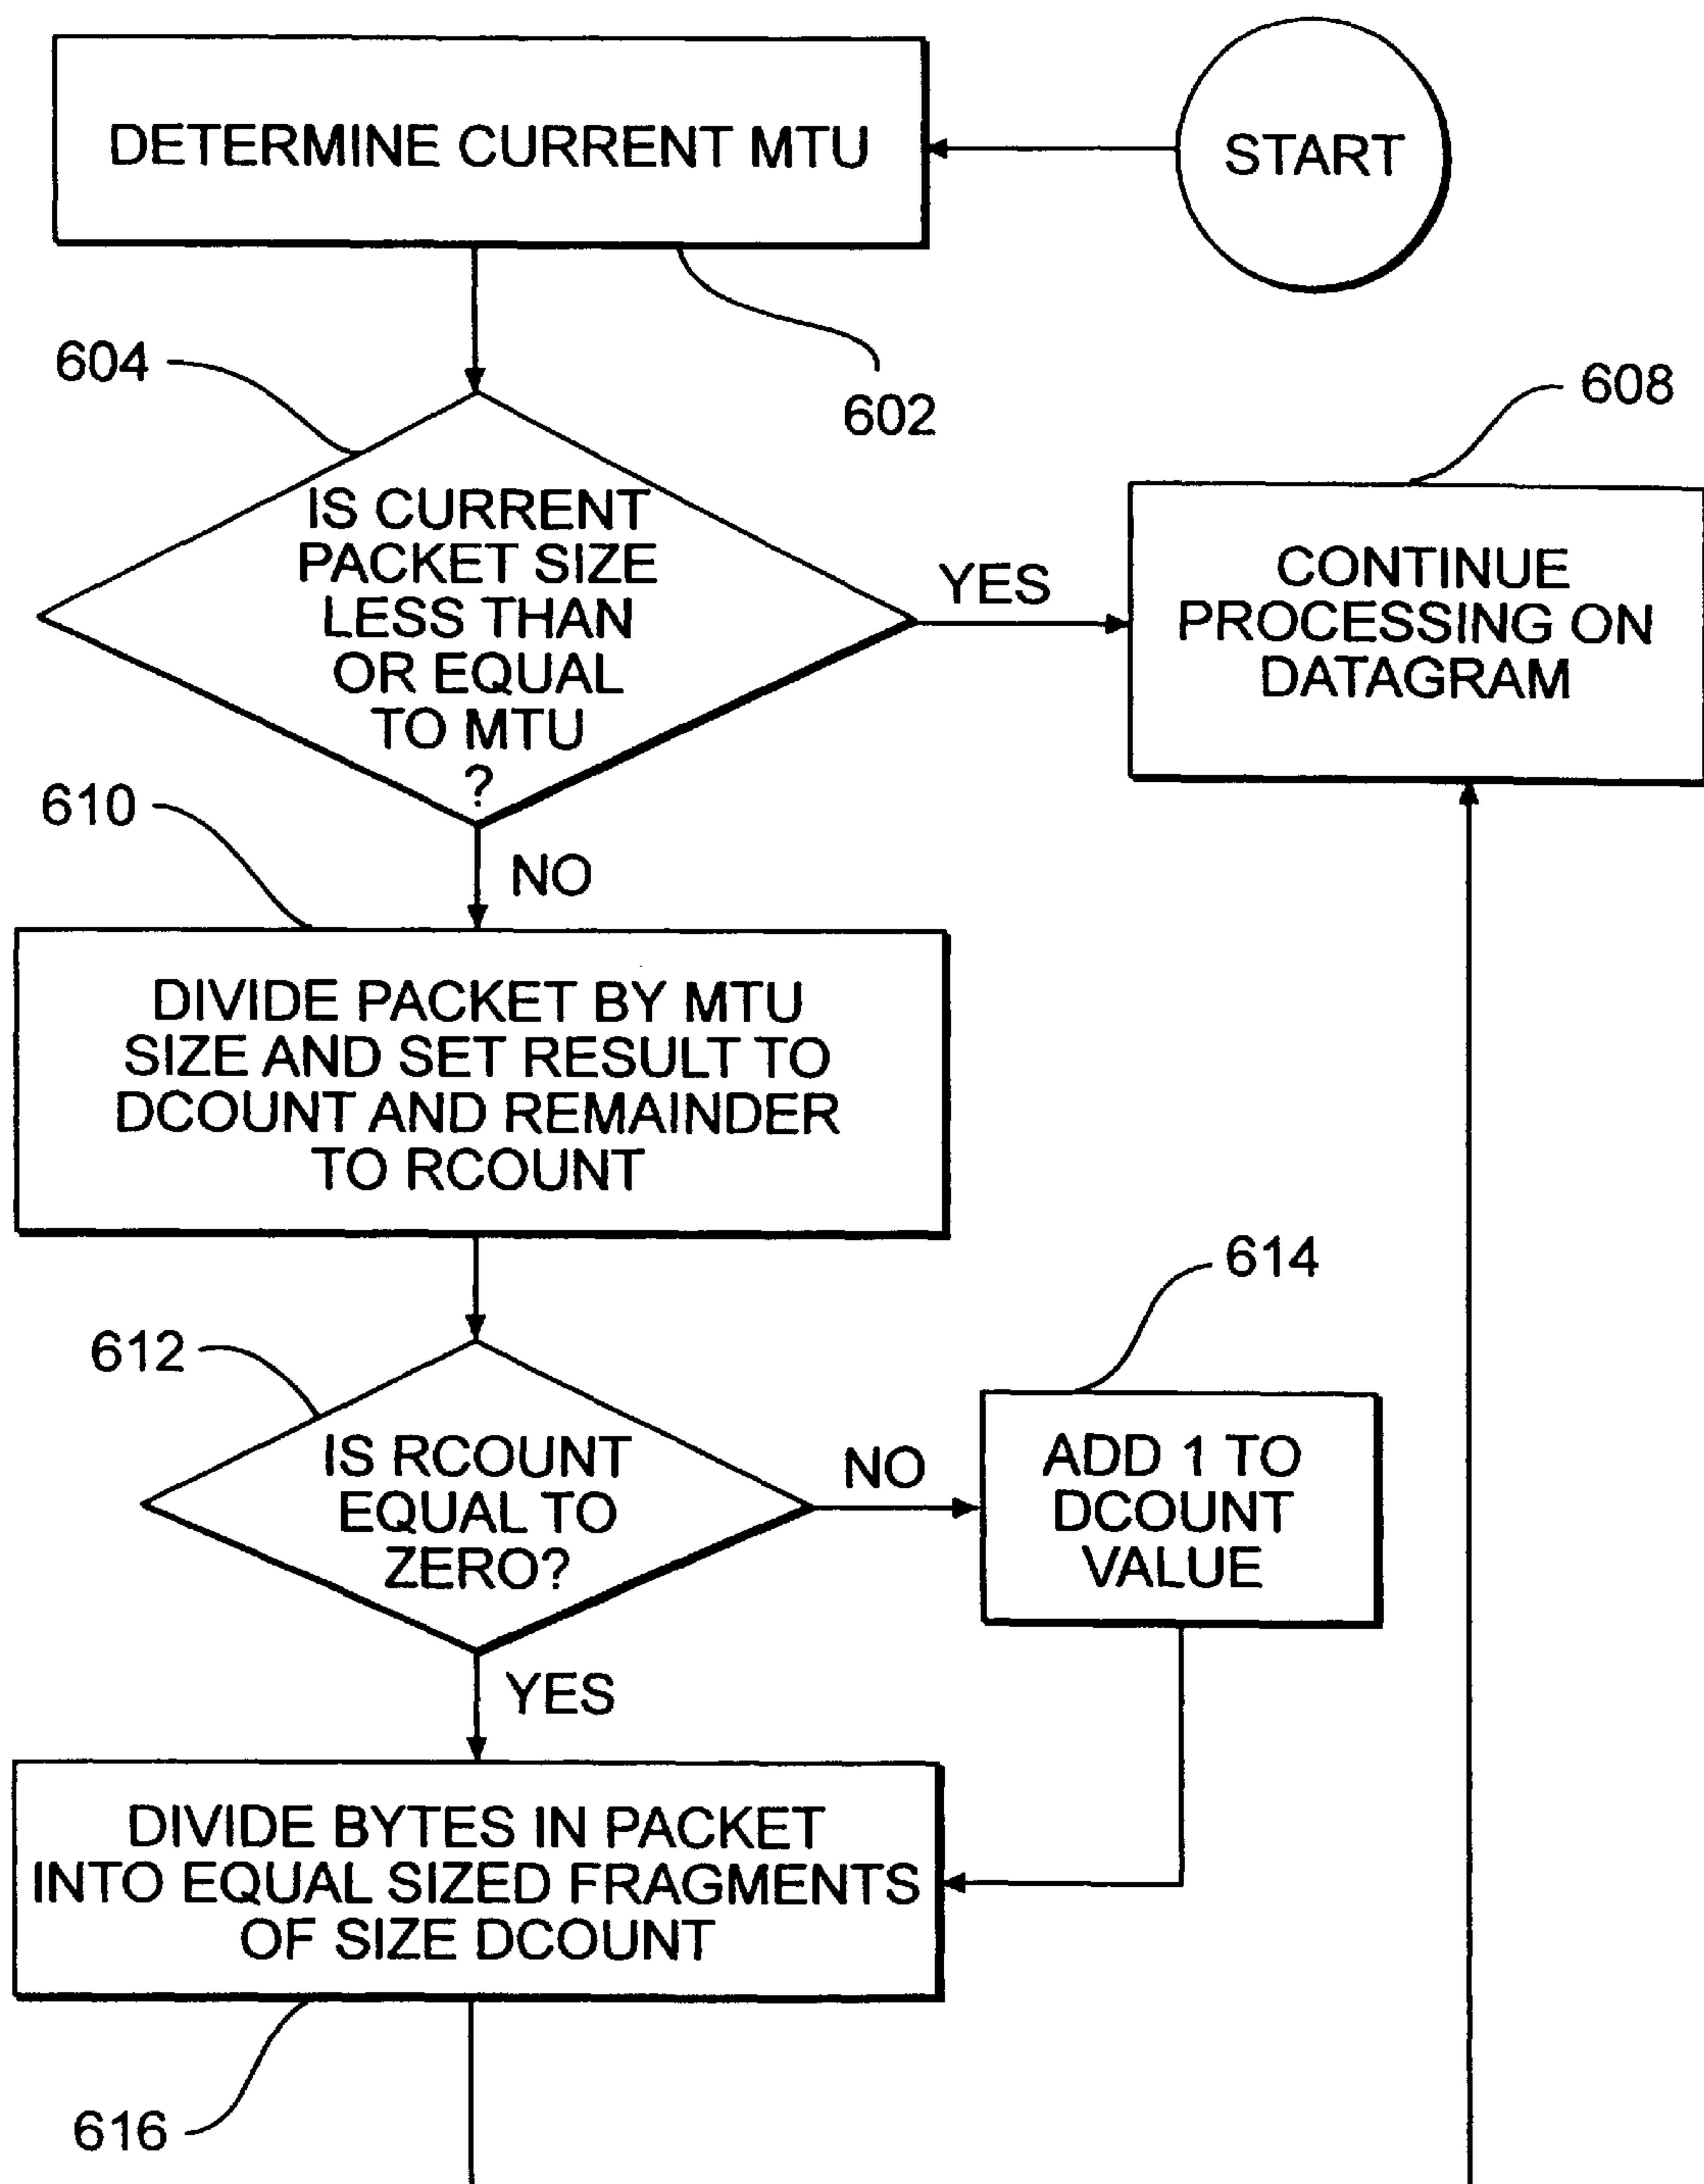 DETERMINE CURRENT MTU
START
602
604
IS CURRENT
PACKET SIZE
LESS THAN
OR EQUAL
TO MTU
?
YES
608
CONTINUE
PROCESSING ON
DATAGRAM
NO
610
DIVIDE PACKET BY MTU
SIZE AND SET RESULT TO
DCOUNT AND REMAINDER
TO RCOUNT
612
IS RCOUNT
EQUAL TO
ZERO?
NO
614
ADD 1 TO
DCOUNT
VALUE
YES
DIVIDE BYTES IN PACKET
INTO EQUAL SIZED FRAGMENTS
OF SIZE DCOUNT
616